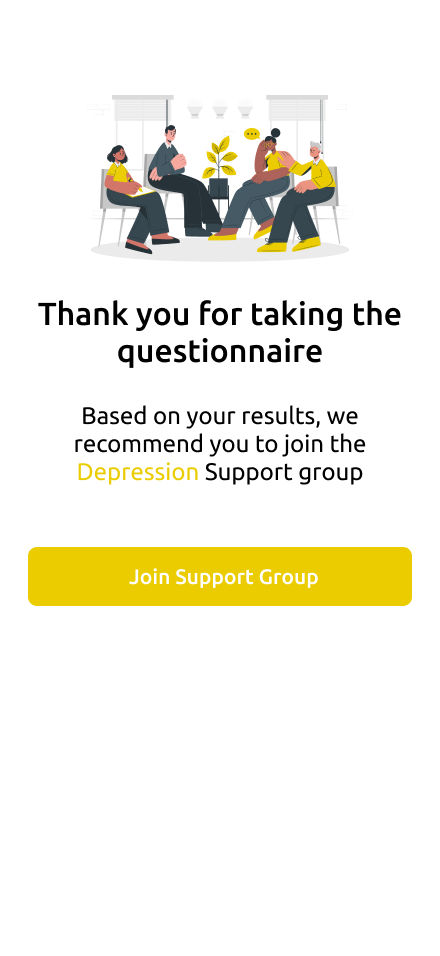 Thank you for taking the
questionnaire
Based on your results, we
recommend you to join the
Depression Support group
Join Support Group